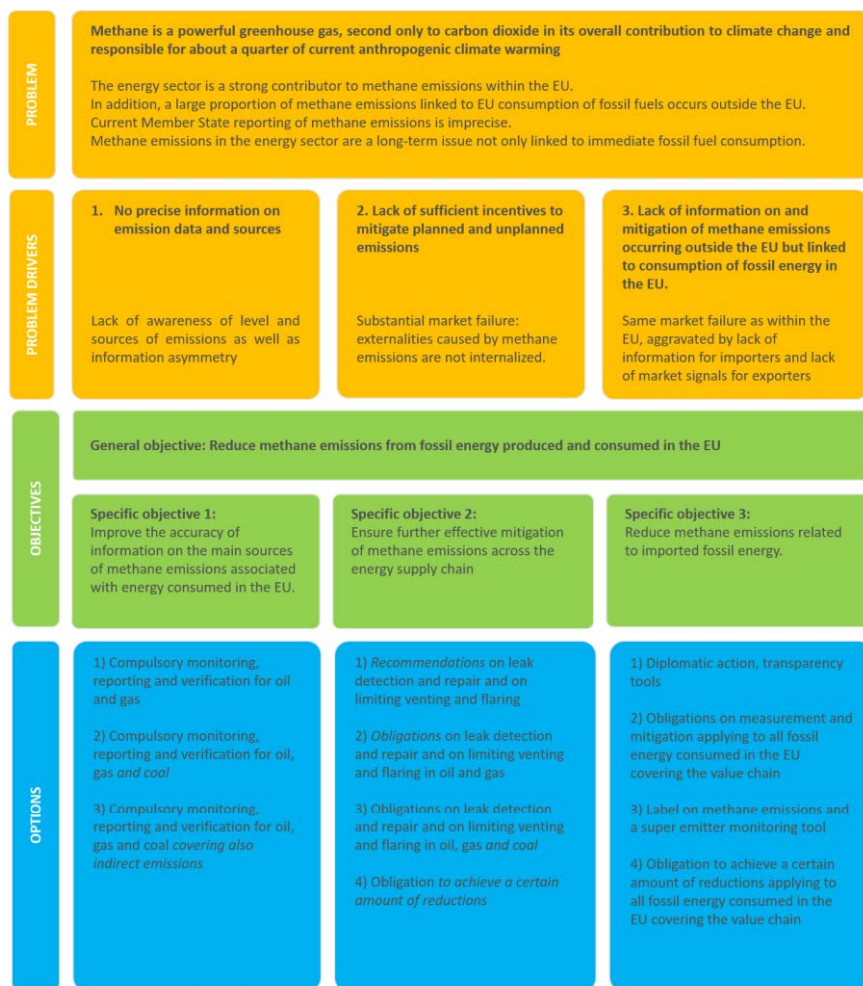 PROBLEM
Methane is a powerful greenhouse gas, second only to carbon dioxide in its overall contribution to climate change and
responsible for about a quarter of current anthropogenic climate warming
The energy sector is a strong contributor to methane emissions within the EU.
In addition, a large proportion of methane emissions linked to EU consumption of fossil fuels occurs outside the EU.
Current Member State reporting of methane emissions is imprecise.
Methane emissions in the energy sector are a long-term issue not only linked to immediate fossil fuel consumption.
PROBLEM DRIVERS
1. No precise information on
emission data and sources
Lack of awareness of level and
sources of emissions as well as
information asymmetry
2. Lack of sufficient incentives to
mitigate planned and unplanned
emissions
Substantial market failure:
externalities caused by methane
emissions are not internalized.
3. Lack of information on and
mitigation of methane emissions
occurring outside the EU but linked
to consumption of fossil energy in
the EU.
Same market failure as within the
EU, aggravated by lack of
information for importers and lack
of market signals for exporters
OBJECTIVES
General objective: Reduce methane emissions from fossil energy produced and consumed in the EU
Specific objective 1:
Improve the accuracy of
information on the main sources
of methane emissions associated
with energy consumed in the EU.
Specific objective 2:
Ensure further effective mitigation
of methane emissions across the
energy supply chain
Specific objective 3:
Reduce methane emissions related
to imported fossil energy.
OPTIONS
1) Compulsory monitoring,
reporting and verification for oil
and gas
2) Compulsory monitoring,
reporting and verification for oil,
gas and coal
3) Compulsory monitoring,
reporting and verification for oil,
gas and coal covering also
indirect emissions
1) Recommendations on leak
detection and repair and on
limiting venting and flaring
2) Obligations on leak detection
and repair and on limiting venting
and flaring in oil and gas
3) Obligations on leak detection
and repair and on limiting venting
and flaring in oil, gas and coal
4) Obligation to achieve a certain
amount of reductions
1) Diplomatic action, transparency
tools
2) Obligations on measurement and
mitigation applying to all fossil
energy consumed in the EU
covering the value chain
3) Label on methane emissions and
a super emitter monitoring tool
4) Obligation to achieve a certain
amount of reductions applying to
all fossil energy consumed in the
EU covering the value chain